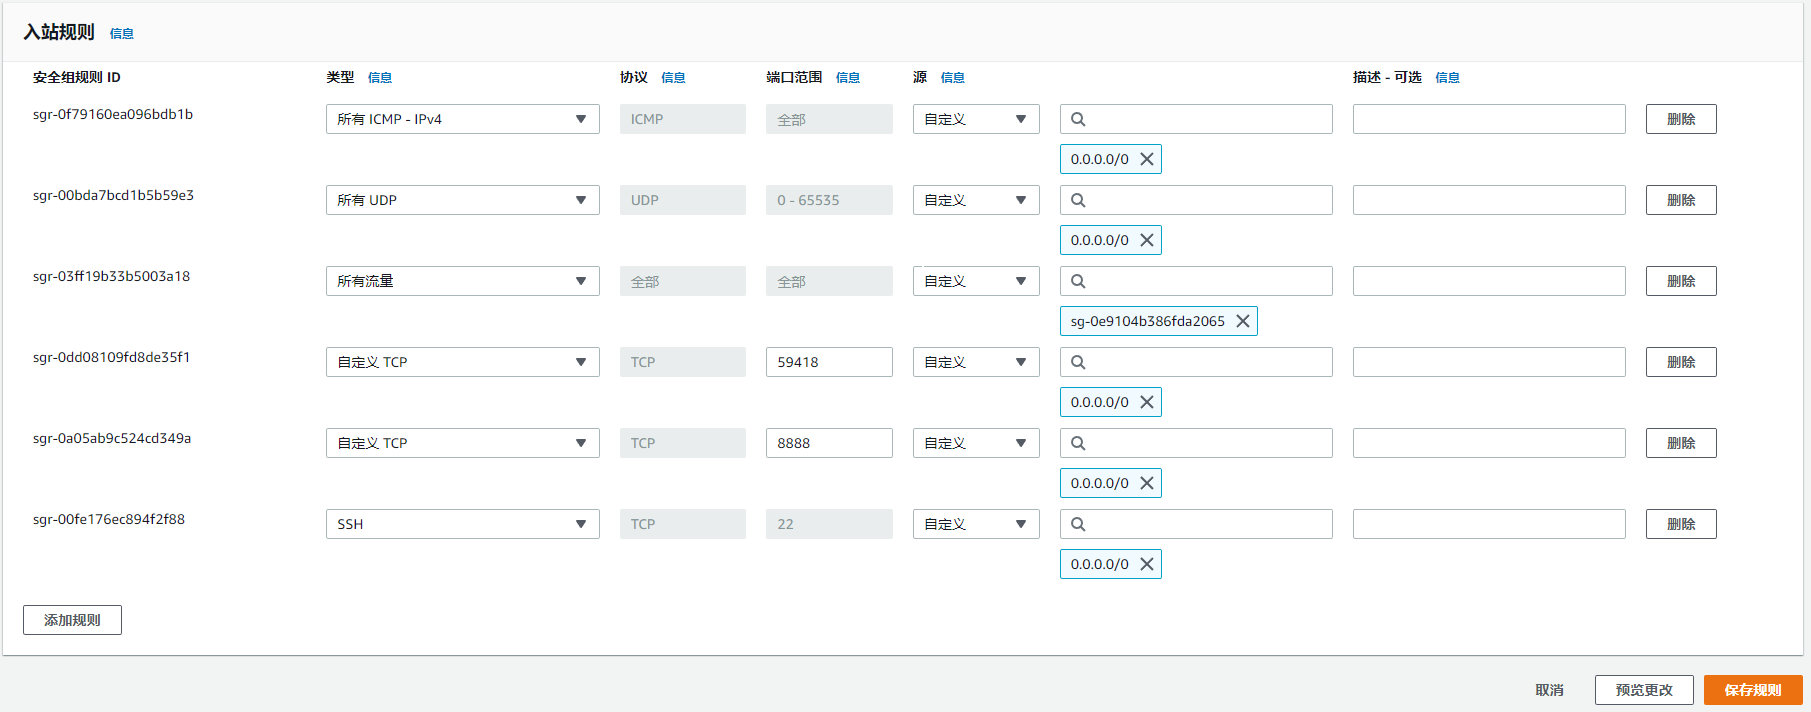 入站规则 信息
安全组规则 ID 类型 信息 协议 信息 端口范围 信息 源 信息 描述 - 可选 信息
sgr-0f79160ea096bdb1b 所有 ICMP - IPv4 ICMP 全部 自定义 删除
0.0.0.0/0
sgr-00bda7bcd1b5b59e3 所有 UDP UDP 0 - 65535 自定义 删除
0.0.0.0/0
sgr-03ff19b33b5003a18 所有流量 全部 全部 自定义 删除
sg-0e9104b386fda2065
sgr-0dd08109fd8de35f1 自定义 TCP TCP 59418 自定义 删除
0.0.0.0/0
sgr-0a05ab9c524cd349a 自定义 TCP TCP 8888 自定义 删除
0.0.0.0/0
sgr-00fe176ec894f2f88 SSH TCP 22 自定义 删除
0.0.0.0/0
添加规则
取消 预览更改 保存规则